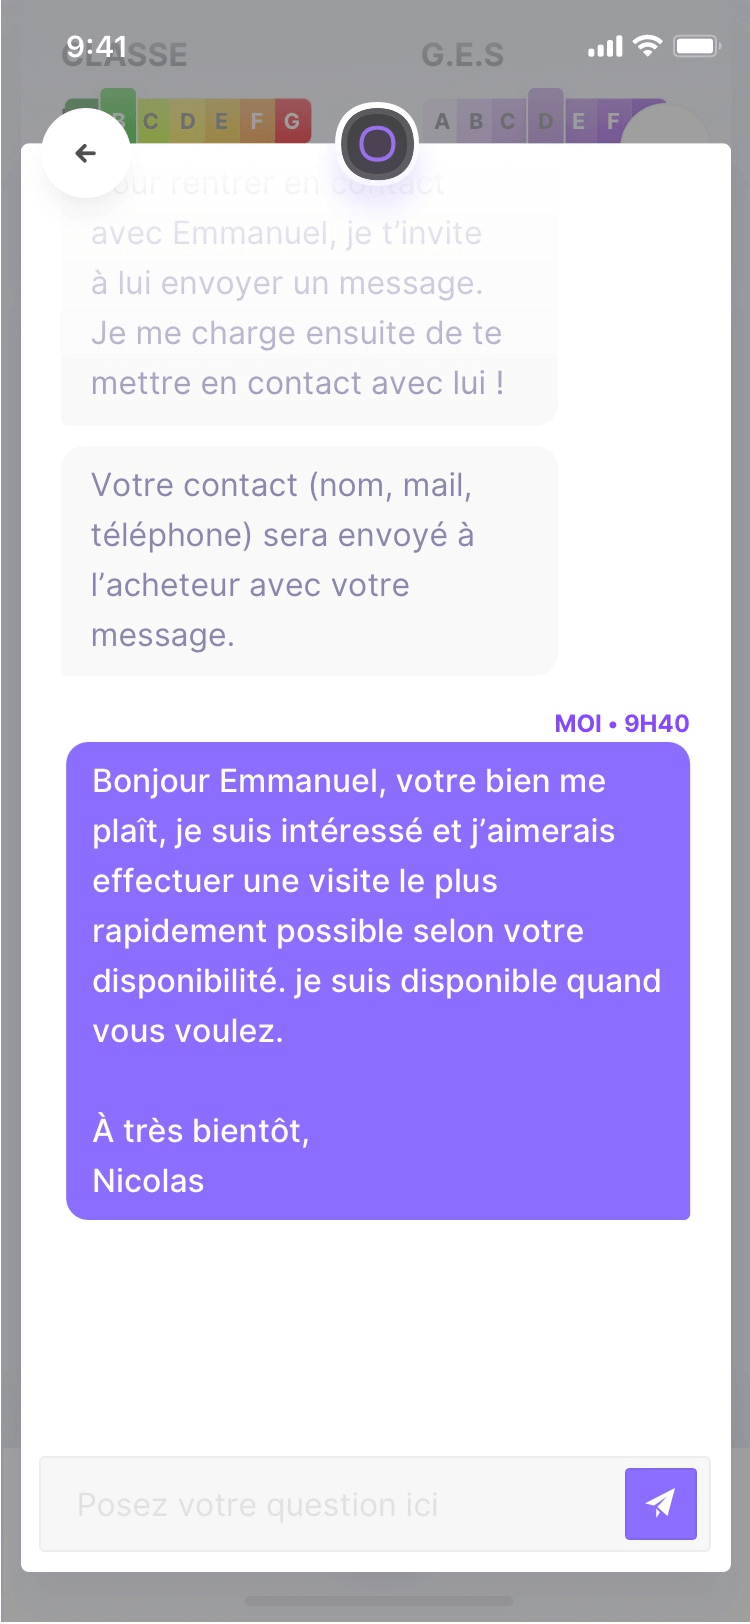 9:41
CLASSE
G.E.S
B C D E F G
A B C D E F
pour rentrer en contact
avec Emmanuel, je t’invite
à lui envoyer un message.
Je me charge ensuite de te
mettre en contact avec lui !
Votre contact (nom, mail,
téléphone) sera envoyé à
l’acheteur avec votre
message.
MOI • 9H40
Bonjour Emmanuel, votre bien me
plaît, je suis intéressé et j’aimerais
effectuer une visite le plus
rapidement possible selon votre
disponibilité. je suis disponible quand
vous voulez.
À très bientôt,
Nicolas
Posez votre question ici